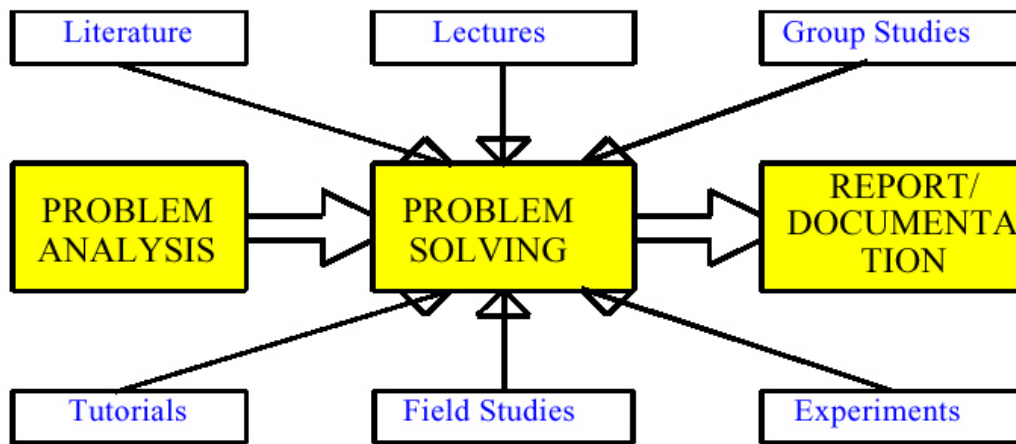 Literature
Lectures
Group Studies
PROBLEM
ANALYSIS
PROBLEM
SOLVING
REPORT/
DOCUMENTA
TION
Tutorials
Field Studies
Experiments